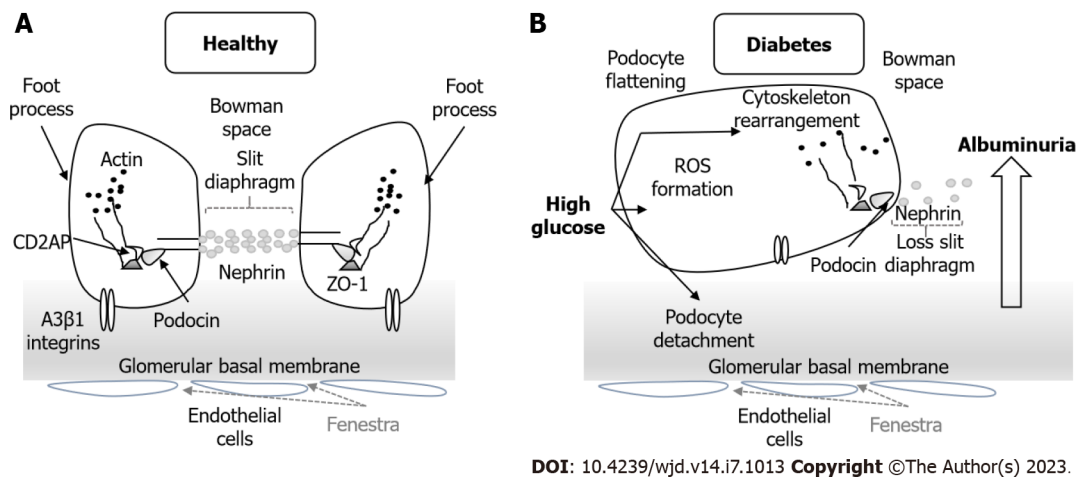 A
Healthy
Foot
process
Foot
process
Bowman
space
Slit
diaphragm
Actin
CD2AP
Nephrin
ZO-1
A3β1
integrins
Podocin
Glomerular basal membrane
Endothelial
cells
Fenestra
B
Diabetes
Podocyte
flattening
Bowman
space
Cytoskeleton
rearrangement
Albuminuria
ROS
formation
High
glucose
Nephrin
Loss slit
diaphragm
Podocin
Podocyte
detachment
Glomerular basal membrane
Endothelial
cells
Fenestra
DOI: 10.4239/wjd.v14.i7.1013 Copyright ©The Author(s) 2023.